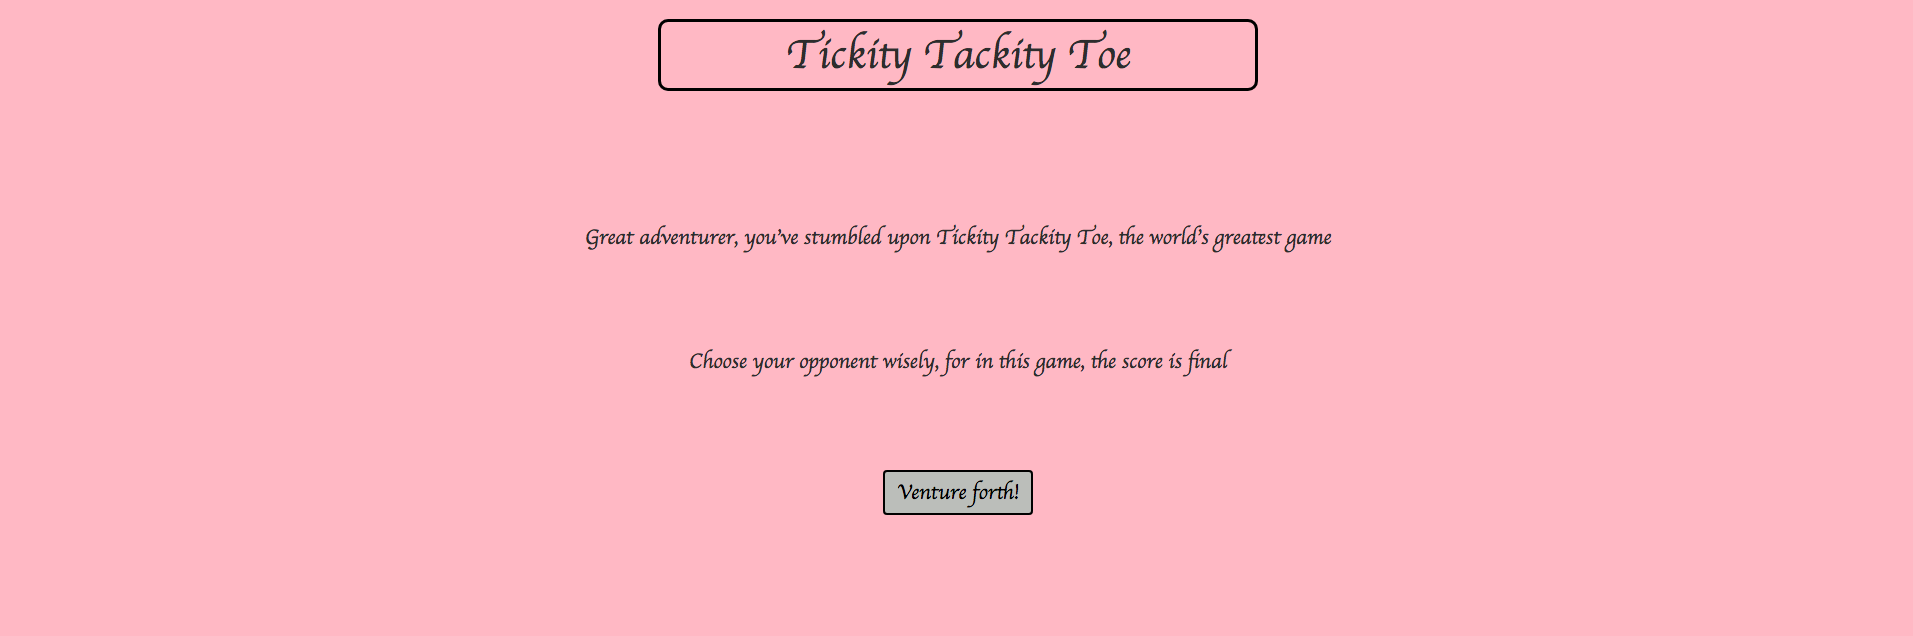 Tickity Tackity Toe
Great adventurer, you've stumbled upon Tickity Tackity Toe, the world's greatest game
Choose your opponent wisely, for in this game, the score is final
Venture forth!